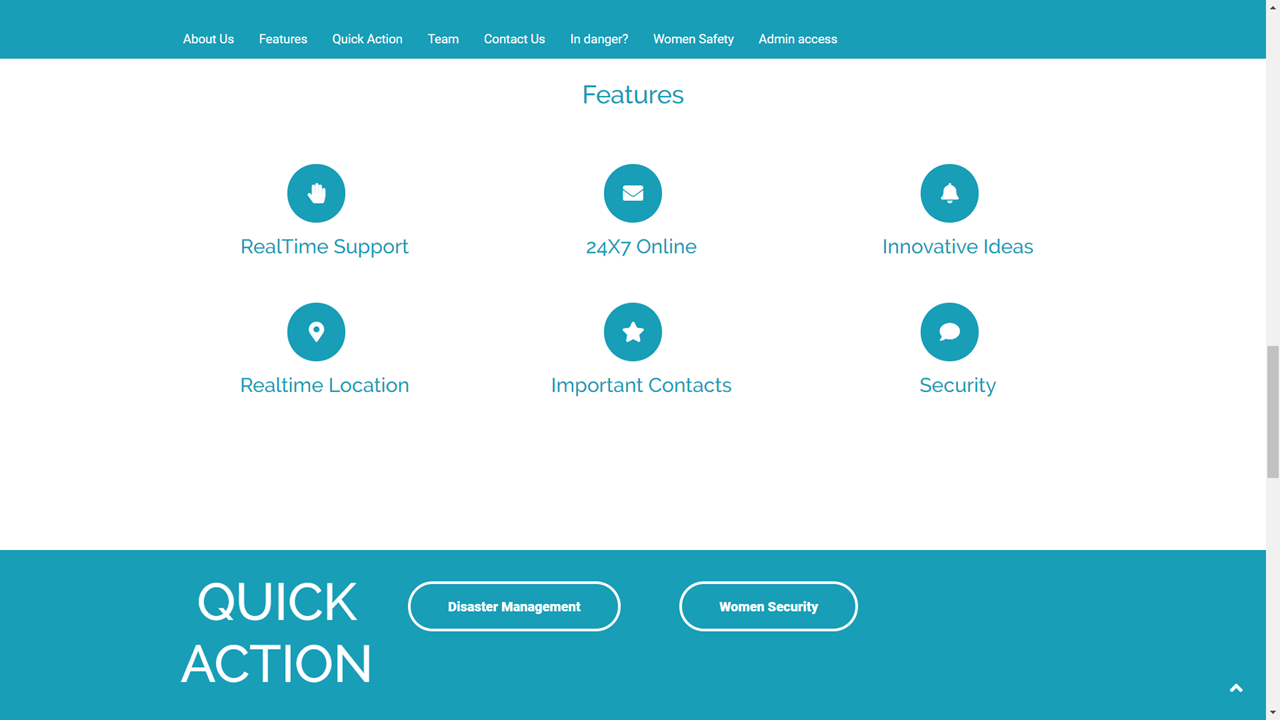 About Us Features Quick Action Team Contact Us In danger? Women Safety Admin access
Features
RealTime Support 24X7 Online Innovative Ideas
Realtime Location Important Contacts Security
QUICK
ACTION
Disaster Management Women Security